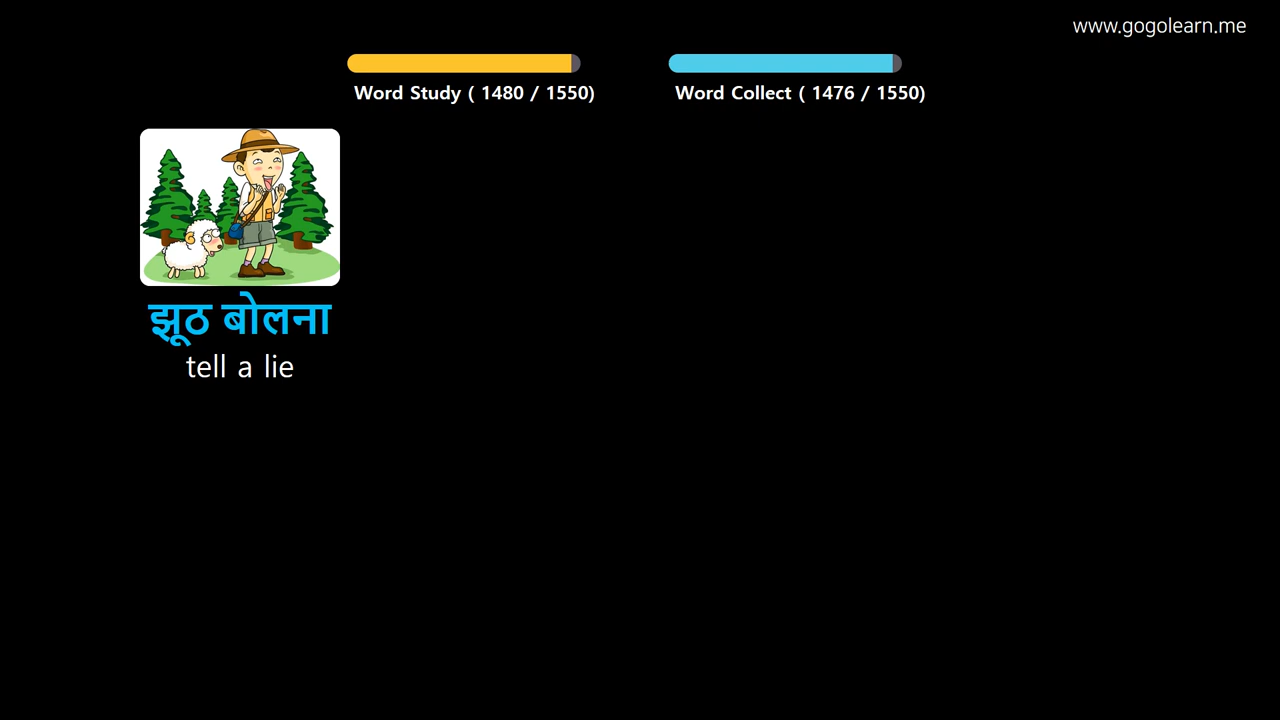 www.gogolearn.me
Word Study ( 1480 / 1550)
Word Collect ( 1476 / 1550)
झूठ बोलना
tell a lie